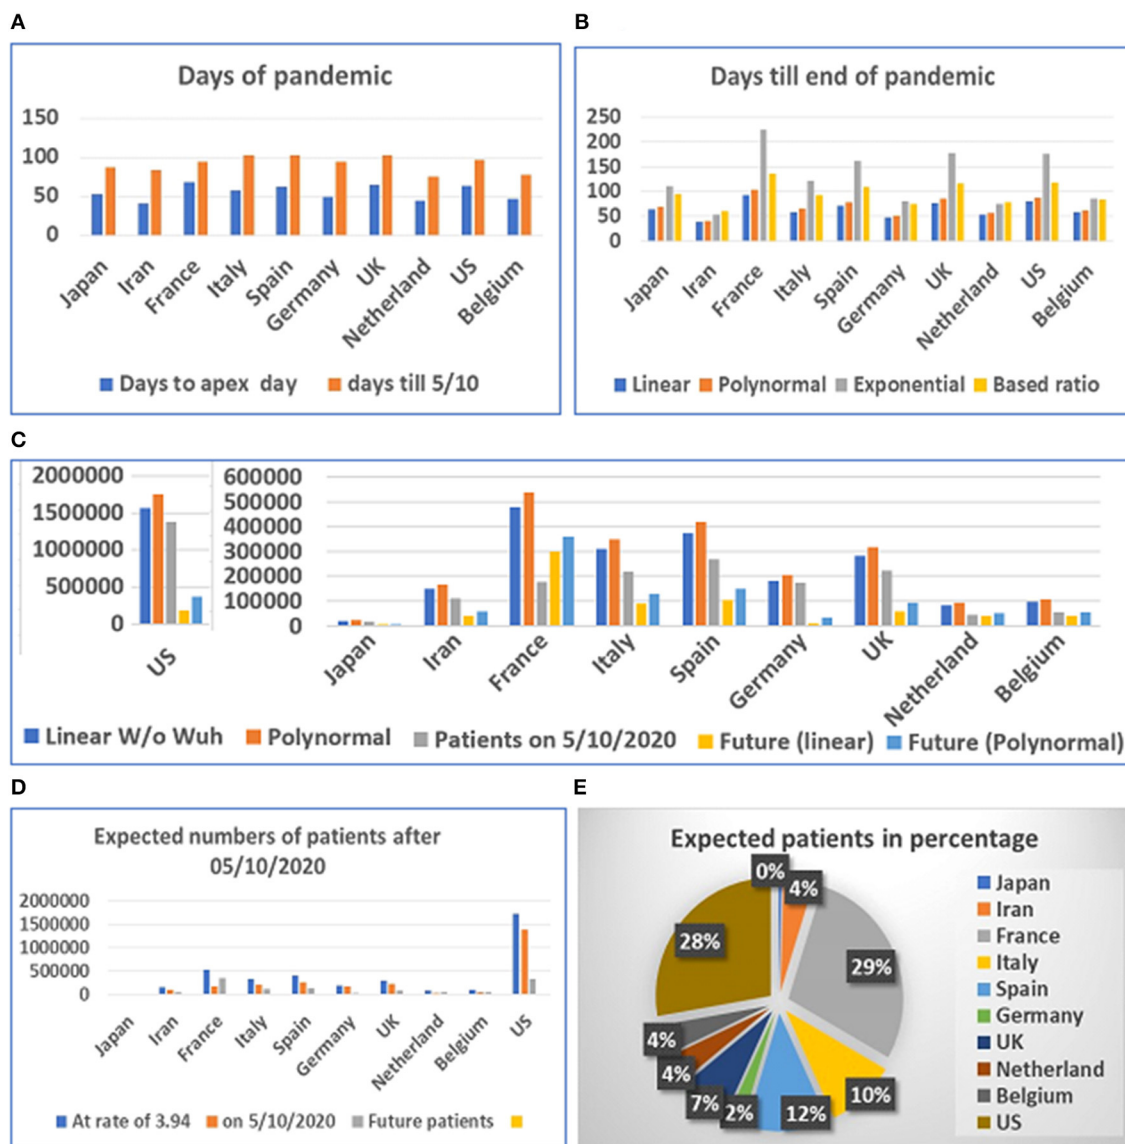 A
Days of pandemic
150
100
50
0
Japan
Iran
France
Italy
Spain
Germany
UK
Netherland
US
Belgium
Days to apex day
days till 5/10
B
Days till end of pandemic
250
200
150
100
50
0
Japan
Iran
France
Italy
Spain
Germany
UK
Netherland
US
Belgium
Linear
Polynormal
Exponential
Based ratio
C
2000000
1500000
1000000
500000
0
US
600000
500000
400000
300000
200000
100000
0
Japan
Iran
France
Italy
Spain
Germany
UK
Netherland
Belgium
Linear W/o Wuh
Polynormal
Patients on 5/10/2020
Future (linear)
Future (Polynormal)
D
Expected numbers of patients after
05/10/2020
2000000
1500000
1000000
500000
0
Japan
Iran
France
Italy
Spain
Germany
UK
Netherland
Belgium
US
At rate of 3.94
on 5/10/2020
Future patients
E
Expected patients in percentage
0%
4%
29%
10%
12%
2%
7%
4%
4%
28%
Japan
Iran
France
Italy
Spain
Germany
UK
Netherland
Belgium
US